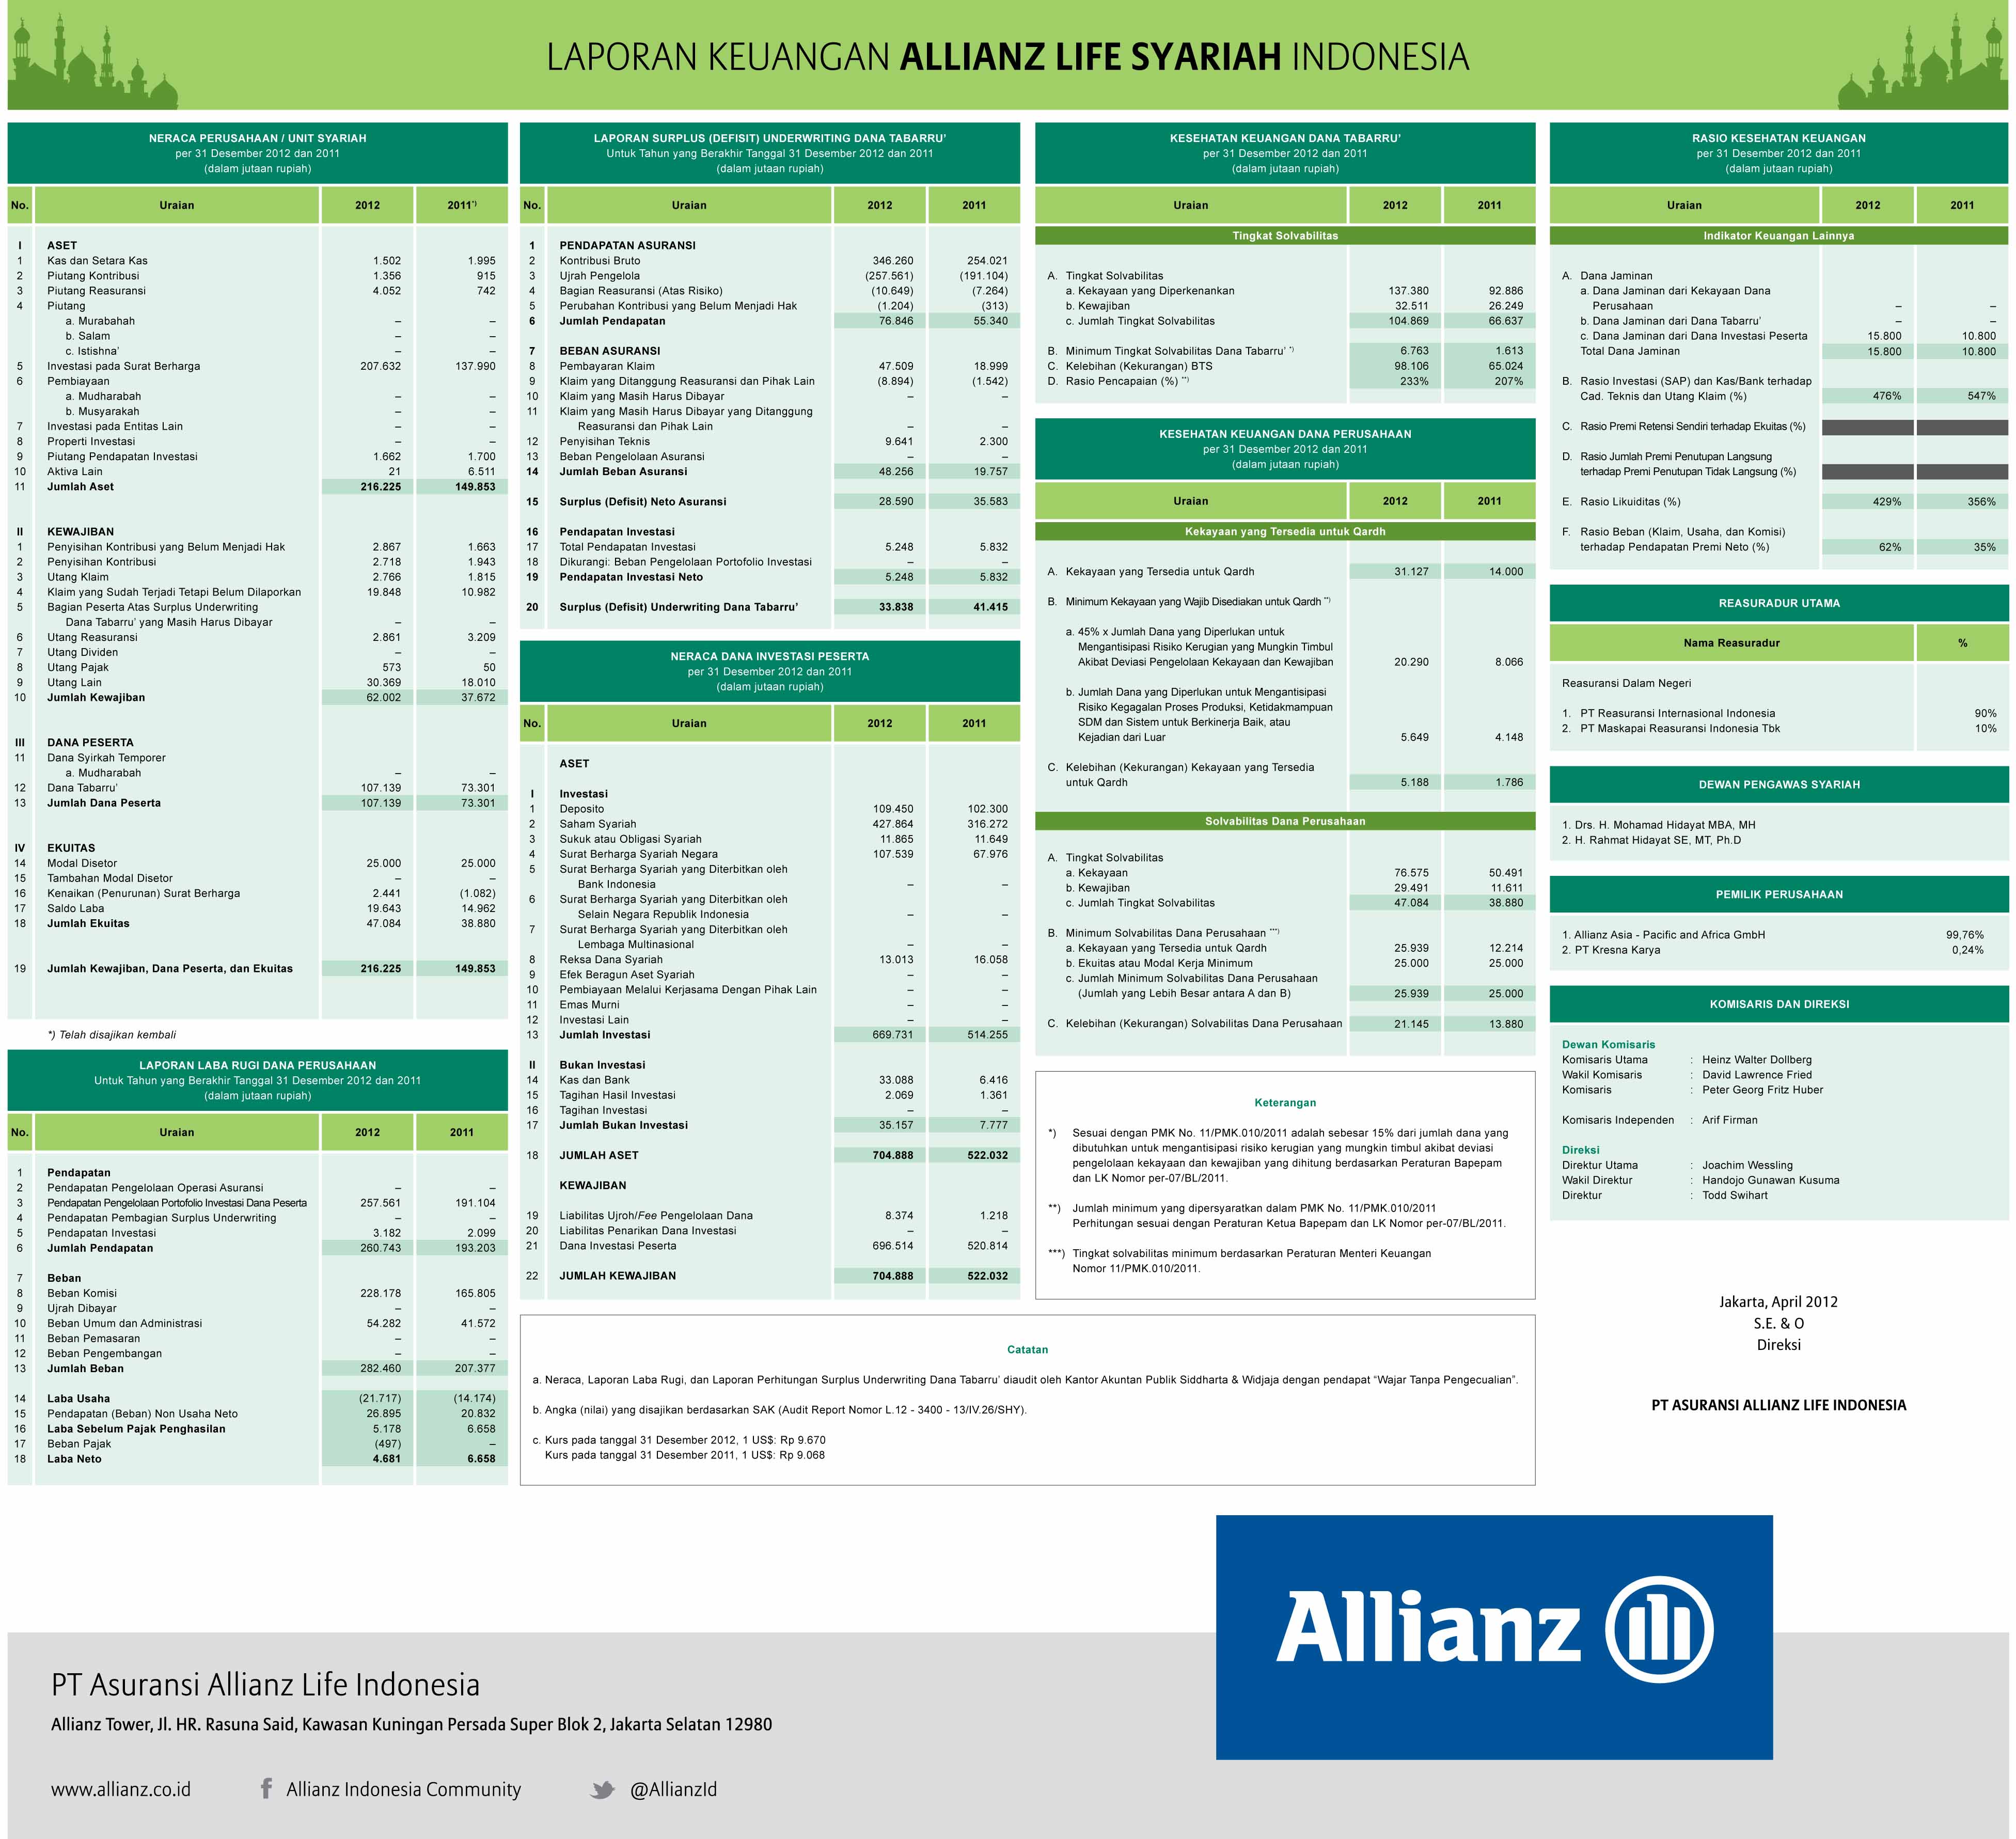 LAPORAN KEUANGAN ALLIANZ LIFE SYARIAH INDONESIA
NERACA PERUSAHAAN / UNIT SYARIAH
per 31 Desember 2012 dan 2011
(dalam jutaan rupiah)
No. Uraian 2012 2011*)
I ASET
1 Kas dan Setara Kas 1.502 1.995
2 Piutang Kontribusi 1.356 915
3 Piutang Reasuransi 4.052 742
4 Piutang
a. Murabahah – –
b. Salam – –
c. Istishna’ – –
5 Investasi pada Surat Berharga 207.632 137.990
6 Pembiayaan
a. Mudharabah – –
b. Musyarakah – –
7 Investasi pada Entitas Lain – –
8 Properti Investasi – –
9 Piutang Pendapatan Investasi 1.662 1.700
10 Aktiva Lain 21 6.511
11 Jumlah Aset 216.225 149.853
II KEWAJIBAN
1 Penyisihan Kontribusi yang Belum Menjadi Hak 2.867 1.663
2 Penyisihan Kontribusi 2.718 1.943
3 Utang Klaim 2.766 1.815
4 Klaim yang Sudah Terjadi Tetapi Belum Dilaporkan 19.848 10.982
5 Bagian Peserta Atas Surplus Underwriting
Dana Tabarru’ yang Masih Harus Dibayar – –
6 Utang Reasuransi 2.861 3.209
7 Utang Dividen – –
8 Utang Pajak 573 50
9 Utang Lain 30.369 18.010
10 Jumlah Kewajiban 62.002 37.672
III DANA PESERTA
11 Dana Syirkah Temporer
a. Mudharabah – –
12 Dana Tabarru’ 107.139 73.301
13 Jumlah Dana Peserta 107.139 73.301
IV EKUITAS
14 Modal Disetor 25.000 25.000
15 Tambahan Modal Disetor – –
16 Kenaikan (Penurunan) Surat Berharga 2.441 (1.082)
17 Saldo Laba 19.643 14.962
18 Jumlah Ekuitas 47.084 38.880
19 Jumlah Kewajiban, Dana Peserta, dan Ekuitas 216.225 149.853
*) Telah disajikan kembali
LAPORAN LABA RUGI DANA PERUSAHAAN
Untuk Tahun yang Berakhir Tanggal 31 Desember 2012 dan 2011
(dalam jutaan rupiah)
No. Uraian 2012 2011
1 Pendapatan
2 Pendapatan Pengelolaan Operasi Asuransi – –
3 Pendapatan Pengelolaan Portofolio Investasi Dana Peserta 257.561 191.104
4 Pendapatan Pembagian Surplus Underwriting – –
5 Pendapatan Investasi 3.182 2.099
6 Jumlah Pendapatan 260.743 193.203
7 Beban
8 Beban Komisi 228.178 165.805
9 Ujrah Dibayar – –
10 Beban Umum dan Administrasi 54.282 41.572
11 Beban Pemasaran – –
12 Beban Pengembangan – –
13 Jumlah Beban 282.460 207.377
14 Laba Usaha (21.717) (14.174)
15 Pendapatan (Beban) Non Usaha Neto 26.895 20.832
16 Laba Sebelum Pajak Penghasilan 5.178 6.658
17 Beban Pajak (497) –
18 Laba Neto 4.681 6.658
LAPORAN SURPLUS (DEFISIT) UNDERWRITING DANA TABARRU’
Untuk Tahun yang Berakhir Tanggal 31 Desember 2012 dan 2011
(dalam jutaan rupiah)
No. Uraian 2012 2011
1 PENDAPATAN ASURANSI
2 Kontribusi Bruto 346.260 254.021
3 Ujrah Pengelola (257.561) (191.104)
4 Bagian Reasuransi (Atas Risiko) (10.649) (7.264)
5 Perubahan Kontribusi yang Belum Menjadi Hak (1.204) (313)
6 Jumlah Pendapatan 76.846 55.340
7 BEBAN ASURANSI
8 Pembayaran Klaim 47.509 18.999
9 Klaim yang Ditanggung Reasuransi dan Pihak Lain (8.894) (1.542)
10 Klaim yang Masih Harus Dibayar – –
11 Klaim yang Masih Harus Dibayar yang Ditanggung
Reasuransi dan Pihak Lain – –
12 Penyisihan Teknis 9.641 2.300
13 Beban Pengelolaan Asuransi – –
14 Jumlah Beban Asuransi 48.256 19.757
15 Surplus (Defisit) Neto Asuransi 28.590 35.583
16 Pendapatan Investasi
17 Total Pendapatan Investasi 5.248 5.832
18 Dikurangi: Beban Pengelolaan Portofolio Investasi – –
19 Pendapatan Investasi Neto 5.248 5.832
20 Surplus (Defisit) Underwriting Dana Tabarru’ 33.838 41.415
NERACA DANA INVESTASI PESERTA
per 31 Desember 2012 dan 2011
(dalam jutaan rupiah)
No. Uraian 2012 2011
ASET
I Investasi
1 Deposito 109.450 102.300
2 Saham Syariah 427.864 316.272
3 Sukuk atau Obligasi Syariah 11.865 11.649
4 Surat Berharga Syariah Negara 107.539 67.976
5 Surat Berharga Syariah yang Diterbitkan oleh
Bank Indonesia – –
6 Surat Berharga Syariah yang Diterbitkan oleh
Selain Negara Republik Indonesia – –
7 Surat Berharga Syariah yang Diterbitkan oleh
Lembaga Multinasional – –
8 Reksa Dana Syariah 13.013 16.058
9 Efek Beragun Aset Syariah – –
10 Pembiayaan Melalui Kerjasama Dengan Pihak Lain – –
11 Emas Murni – –
12 Investasi Lain – –
13 Jumlah Investasi 669.731 514.255
II Bukan Investasi
14 Kas dan Bank 33.088 6.416
15 Tagihan Hasil Investasi 2.069 1.361
16 Tagihan Investasi – –
17 Jumlah Bukan Investasi 35.157 7.777
18 JUMLAH ASET 704.888 522.032
KEWAJIBAN
19 Liabilitas Ujroh/Fee Pengelolaan Dana 8.374 1.218
20 Liabilitas Penarikan Dana Investasi – –
21 Dana Investasi Peserta 696.514 520.814
22 JUMLAH KEWAJIBAN 704.888 522.032
KESEHATAN KEUANGAN DANA TABARRU’
per 31 Desember 2012 dan 2011
(dalam jutaan rupiah)
Uraian 2012 2011
Tingkat Solvabilitas
A. Tingkat Solvabilitas
a. Kekayaan yang Diperkenankan 137.380 92.886
b. Kewajiban 32.511 26.249
c. Jumlah Tingkat Solvabilitas 104.869 66.637
B. Minimum Tingkat Solvabilitas Dana Tabarru’ *) 6.763 1.613
C. Kelebihan (Kekurangan) BTS 98.106 65.024
D. Rasio Pencapaian (%) **) 233% 207%
KESEHATAN KEUANGAN DANA PERUSAHAAN
per 31 Desember 2012 dan 2011
(dalam jutaan rupiah)
Uraian 2012 2011
Kekayaan yang Tersedia untuk Qardh
A. Kekayaan yang Tersedia untuk Qardh 31.127 14.000
B. Minimum Kekayaan yang Wajib Disediakan untuk Qardh **)
a. 45% x Jumlah Dana yang Diperlukan untuk
Mengantisipasi Risiko Kerugian yang Mungkin Timbul
Akibat Deviasi Pengelolaan Kekayaan dan Kewajiban 20.290 8.066
b. Jumlah Dana yang Diperlukan untuk Mengantisipasi
Risiko Kegagalan Proses Produksi, Ketidakmampuan
SDM dan Sistem untuk Berkinerja Baik, atau
Kejadian dari Luar 5.649 4.148
C. Kelebihan (Kekurangan) Kekayaan yang Tersedia
untuk Qardh 5.188 1.786
Solvabilitas Dana Perusahaan
A. Tingkat Solvabilitas
a. Kekayaan 76.575 50.491
b. Kewajiban 29.491 11.611
c. Jumlah Tingkat Solvabilitas 47.084 38.880
B. Minimum Solvabilitas Dana Perusahaan ***)
a. Kekayaan yang Tersedia untuk Qardh 25.939 12.214
b. Ekuitas atau Modal Kerja Minimum 25.000 25.000
c. Jumlah Minimum Solvabilitas Dana Perusahaan
(Jumlah yang Lebih Besar antara A dan B) 25.939 25.000
C. Kelebihan (Kekurangan) Solvabilitas Dana Perusahaan 21.145 13.880
Keterangan
*) Sesuai dengan PMK No. 11/PMK.010/2011 adalah sebesar 15% dari jumlah dana yang
dibutuhkan untuk mengantisipasi risiko kerugian yang mungkin timbul akibat deviasi
pengelolaan kekayaan dan kewajiban yang dihitung berdasarkan Peraturan Bapepam
dan LK Nomor per-07/BL/2011.
**) Jumlah minimum yang dipersyaratkan dalam PMK No. 11/PMK.010/2011
Perhitungan sesuai dengan Peraturan Ketua Bapepam dan LK Nomor per-07/BL/2011.
***) Tingkat solvabilitas minimum berdasarkan Peraturan Menteri Keuangan
Nomor 11/PMK.010/2011.
Catatan
a. Neraca, Laporan Laba Rugi, dan Laporan Perhitungan Surplus Underwriting Dana Tabarru’ diaudit oleh Kantor Akuntan Publik Siddharta & Widjaja dengan pendapat “Wajar Tanpa Pengecualian”.
b. Angka (nilai) yang disajikan berdasarkan SAK (Audit Report Nomor L.12 - 3400 - 13/IV.26/SHY).
c. Kurs pada tanggal 31 Desember 2012, 1 US$: Rp 9.670
Kurs pada tanggal 31 Desember 2011, 1 US$: Rp 9.068
RASIO KESEHATAN KEUANGAN
per 31 Desember 2012 dan 2011
(dalam jutaan rupiah)
Uraian 2012 2011
Indikator Keuangan Lainnya
A. Dana Jaminan
a. Dana Jaminan dari Kekayaan Dana
Perusahaan – –
b. Dana Jaminan dari Dana Tabarru’ – –
c. Dana Jaminan dari Dana Investasi Peserta 15.800 10.800
Total Dana Jaminan 15.800 10.800
B. Rasio Investasi (SAP) dan Kas/Bank terhadap
Cad. Teknis dan Utang Klaim (%) 476% 547%
C. Rasio Premi Retensi Sendiri terhadap Ekuitas (%)
D. Rasio Jumlah Premi Penutupan Langsung
terhadap Premi Penutupan Tidak Langsung (%)
E. Rasio Likuiditas (%) 429% 356%
F. Rasio Beban (Klaim, Usaha, dan Komisi)
terhadap Pendapatan Premi Neto (%) 62% 35%
REASURADUR UTAMA
Nama Reasuradur %
Reasuransi Dalam Negeri
1. PT Reasuransi Internasional Indonesia 90%
2. PT Maskapai Reasuransi Indonesia Tbk 10%
DEWAN PENGAWAS SYARIAH
1. Drs. H. Mohamad Hidayat MBA, MH
2. H. Rahmat Hidayat SE, MT, Ph.D
PEMILIK PERUSAHAAN
1. Allianz Asia - Pacific and Africa GmbH 99,76%
2. PT Kresna Karya 0,24%
KOMISARIS DAN DIREKSI
Dewan Komisaris
Komisaris Utama : Heinz Walter Dollberg
Wakil Komisaris : David Lawrence Fried
Komisaris : Peter Georg Fritz Huber
Komisaris Independen : Arif Firman
Direksi
Direktur Utama : Joachim Wessling
Wakil Direktur : Handojo Gunawan Kusuma
Direktur : Todd Swihart
Jakarta, April 2012
S.E. & O
Direksi
PT ASURANSI ALLIANZ LIFE INDONESIA
Allianz
PT Asuransi Allianz Life Indonesia
Allianz Tower, Jl. HR. Rasuna Said, Kawasan Kuningan Persada Super Blok 2, Jakarta Selatan 12980
www.allianz.co.id Allianz Indonesia Community @AllianzId